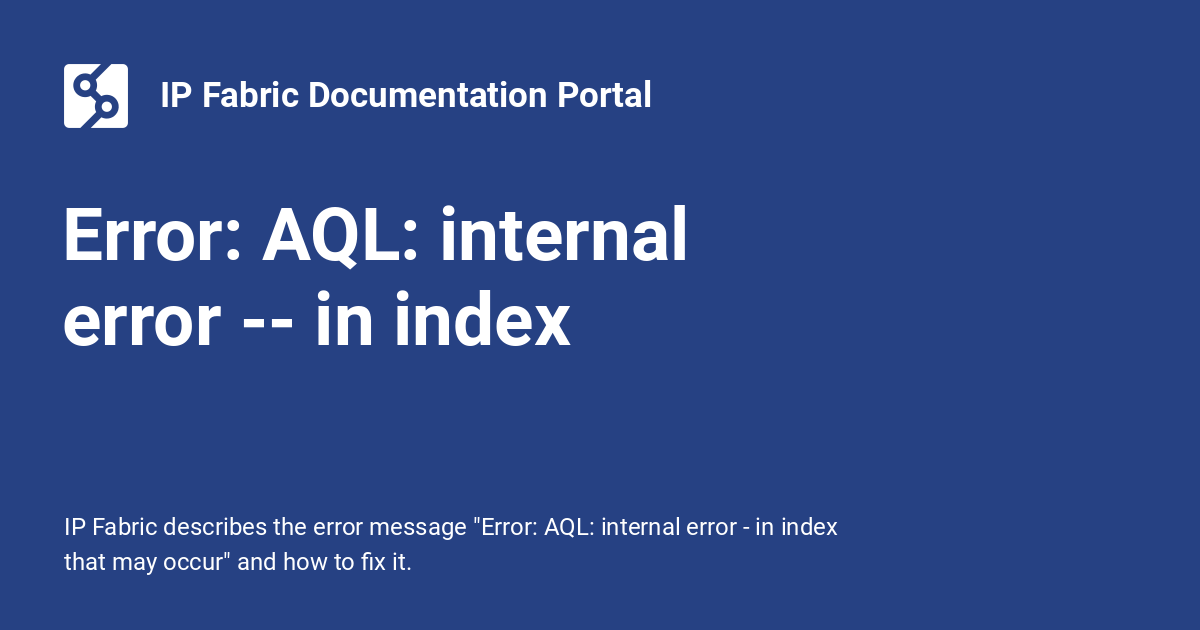 IP Fabric Documentation Portal
Error: AQL: internal
error -- in index
IP Fabric describes the error message "Error: AQL: internal error - in index
that may occur" and how to fix it.